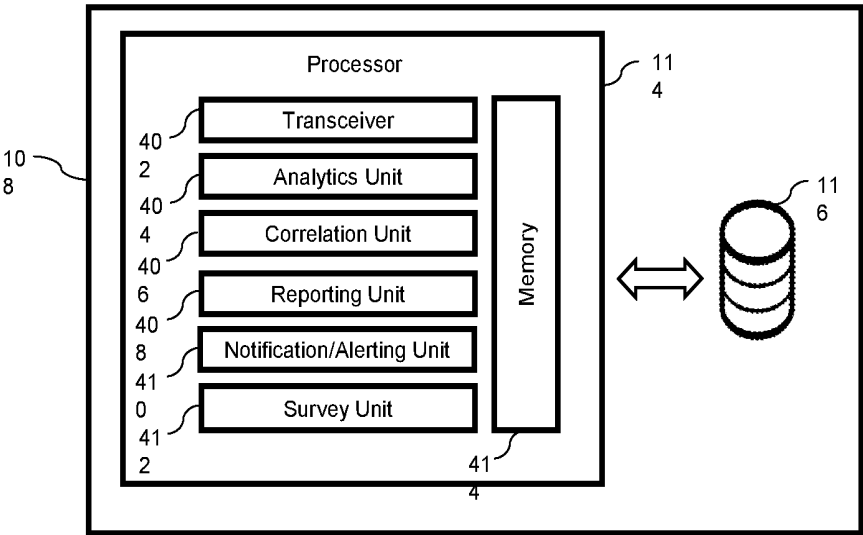 Processor
11
4
Transceiver
40
2
10
8
Analytics Unit
40
4
11
6
Correlation Unit
40
6
Memory
Reporting Unit
40
8
Notification/Alerting Unit
41
0
Survey Unit
41
2
41
4